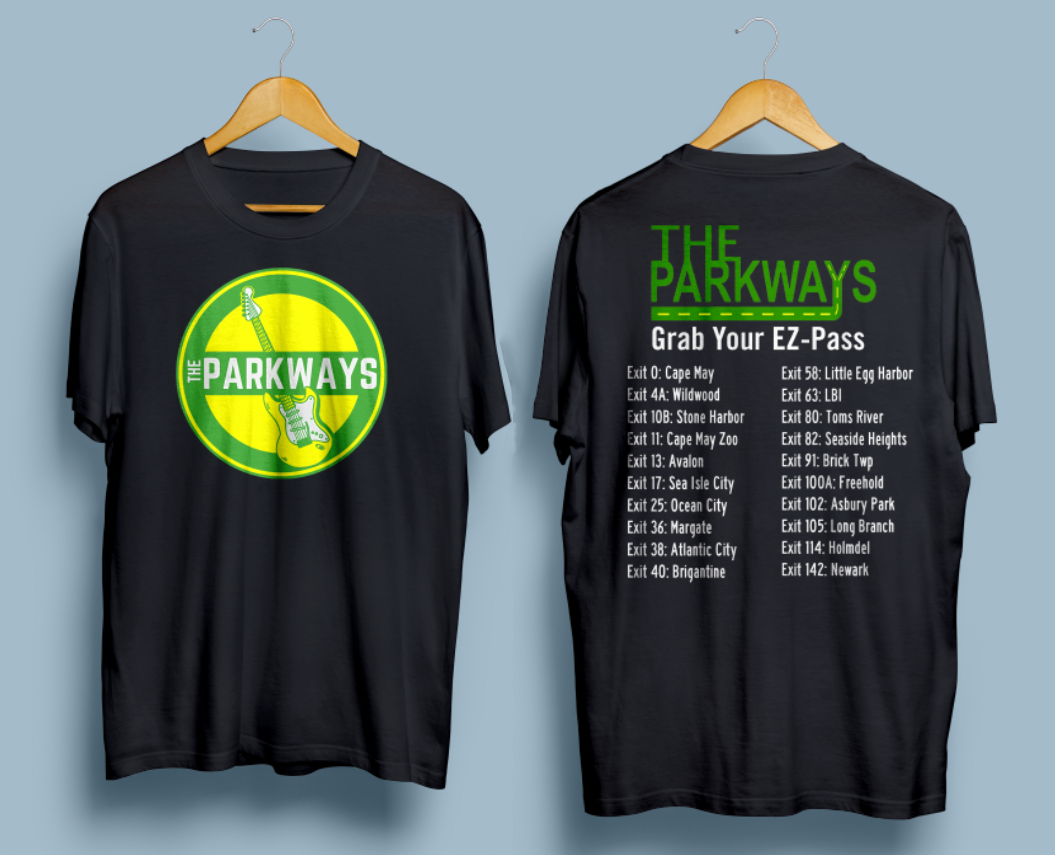 THE PARKWAYS
THE
PARKWAYS
Grab Your EZ-Pass
Exit 0: Cape May
Exit 4A: Wildwood
Exit 10B: Stone Harbor
Exit 11: Cape May Zoo
Exit 13: Avalon
Exit 17: Sea Isle City
Exit 25: Ocean City
Exit 36: Margate
Exit 38: Atlantic City
Exit 40: Brigantine
Exit 58: Little Egg Harbor
Exit 63: LBI
Exit 80: Toms River
Exit 82: Seaside Heights
Exit 91: Brick Twp
Exit 100A: Freehold
Exit 102: Asbury Park
Exit 105: Long Branch
Exit 114: Holmdel
Exit 142: Newark